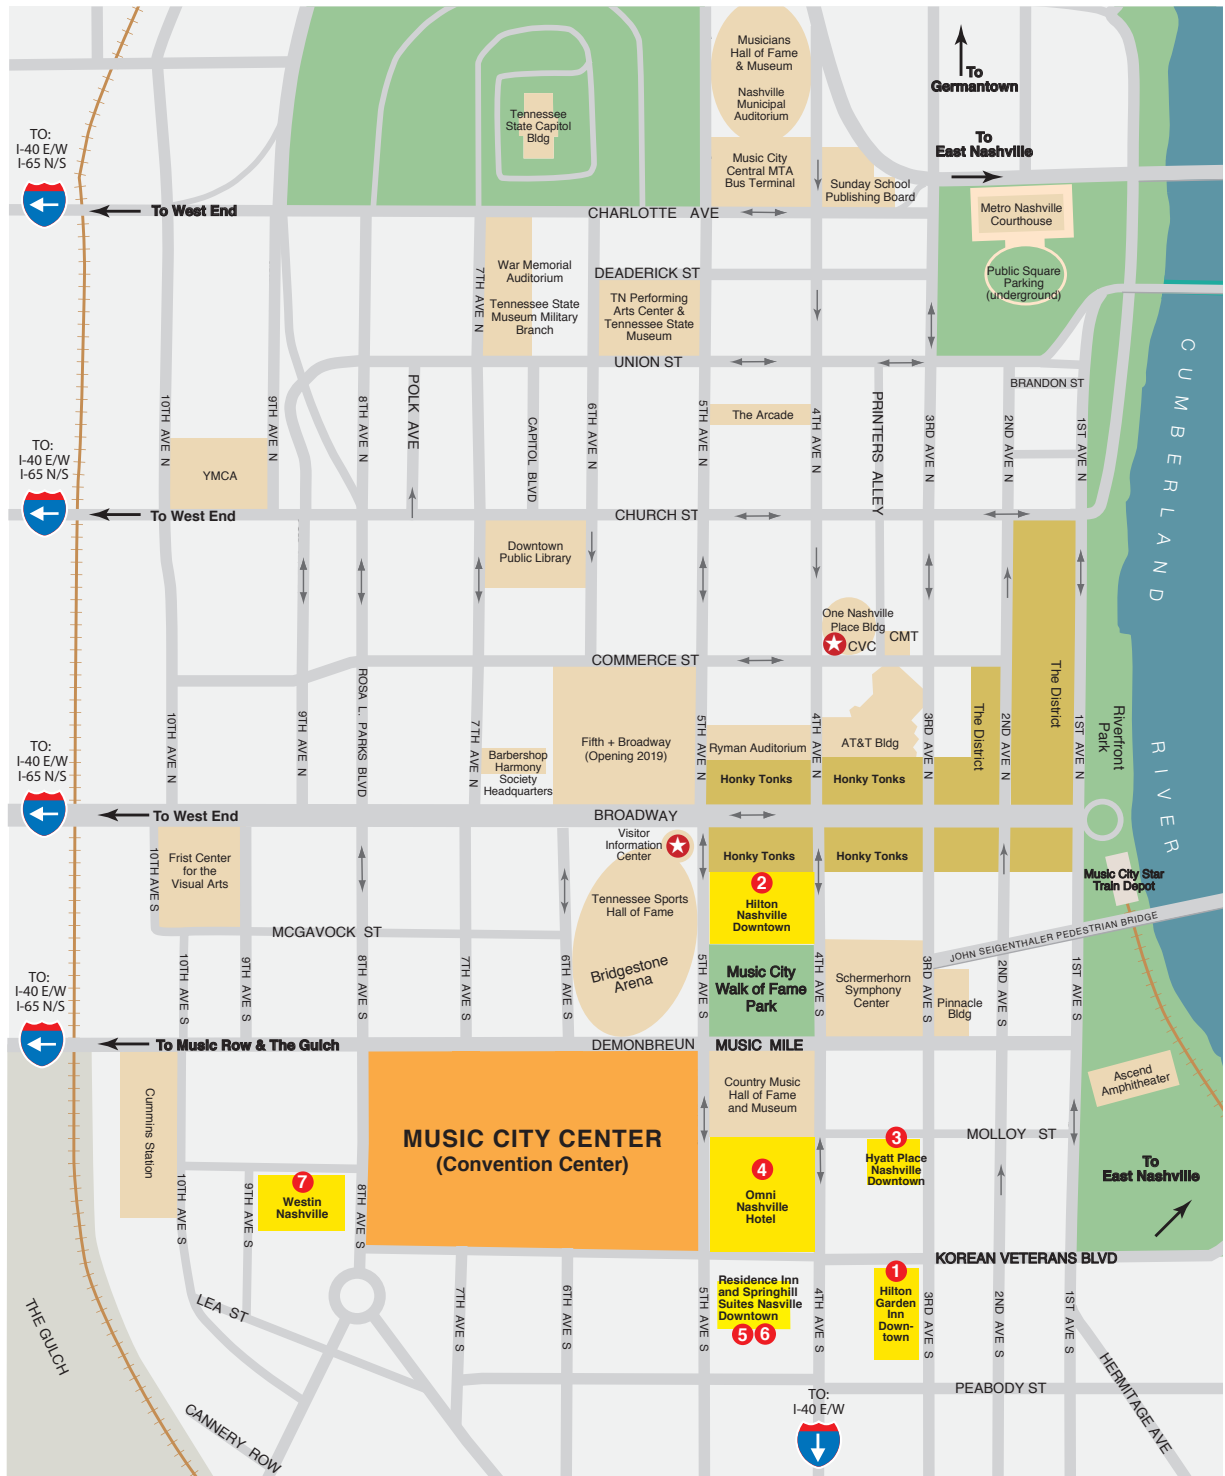 Musicians
Hall of Fame
& Museum
Nashville
Municipal
Auditorium
To
Germantown
Tennessee
State Capitol
Bldg
TO:
I-40 E/W
I-65 N/S
To
East Nashville
Music City
Central MTA
Bus Terminal
Sunday School
Publishing Board
To West End
CHARLOTTE AVE
Metro Nashville
Courthouse
War Memorial
Auditorium
Tennessee State
Museum Military
Branch
7TH AVE N
DEADERICK ST
TN Performing
Arts Center &
Tennessee State
Museum
Public Square
Parking
(underground)
UNION ST
BRANDON ST
CUMBERLAND
RIVER
10TH AVE N
9TH AVE N
8TH AVE N
POLK AVE
CAPITOL BLVD
6TH AVE N
5TH AVE N
The Arcade
4TH AVE N
PRINTERS ALLEY
3RD AVE N
2ND AVE N
1ST AVE N
TO:
I-40 E/W
I-65 N/S
YMCA
To West End
CHURCH ST
Downtown
Public Library
One Nashville
Place Bldg
CVC
CMT
COMMERCE ST
The District
The District
Riverfront
Park
10TH AVE N
9TH AVE N
ROSA L. PARKS BLVD
7TH AVE N
5TH AVE N
4TH AVE N
3RD AVE N
2ND AVE N
1ST AVE N
TO:
I-40 E/W
I-65 N/S
Barbershop
Harmony
Society
Headquarters
Fifth + Broadway
(Opening 2019)
Ryman Auditorium
AT&T Bldg
Honky Tonks
Honky Tonks
To West End
BROADWAY
Visitor
Information
Center
Honky Tonks
Honky Tonks
10TH AVE S
Frist Center
for the
Visual Arts
Music City Star
Train Depot
2
Hilton
Nashville
Downtown
Tennessee Sports
Hall of Fame
Bridgestone
Arena
MCGAVOCK ST
JOHN SEIGENTHALER PEDESTRIAN BRIDGE
10TH AVE S
9TH AVE S
8TH AVE S
7TH AVE S
6TH AVE S
5TH AVE S
Music City
Walk of Fame
Park
4TH AVE S
Schermerhorn
Symphony
Center
3RD AVE S
Pinnacle
Bldg
2ND AVE S
1ST AVE S
TO:
I-40 E/W
I-65 N/S
To Music Row & The Gulch
DEMONBREUN
MUSIC MILE
Cummins Station
Country Music
Hall of Fame
and Museum
Ascend
Amphitheater
MUSIC CITY CENTER
(Convention Center)
MOLLOY ST
3
Hyatt Place
Nashville
Downtown
To
East Nashville
10TH AVE S
9TH AVE S
7
Westin
Nashville
8TH AVE S
4
Omni
Nashville
Hotel
KOREAN VETERANS BLVD
THE GULCH
LEA ST
CANNERY ROW
7TH AVE S
6TH AVE S
5TH AVE S
Residence Inn
and Springhill
Suites Nasville
Downtown
5 6
4TH AVE S
1
Hilton
Garden
Inn
Down-
town
3RD AVE S
2ND AVE S
1ST AVE S
PEABODY ST
HERMITAGE AVE
TO:
I-40 E/W